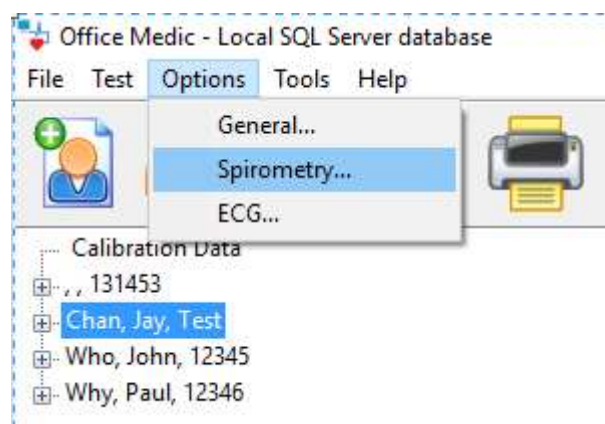 Office Medic - Local SQL Server database
File Test Options Tools Help
General...
Spirometry...
ECG...
Calibration Data
, , 131453
Chan, Jay, Test
Who, John, 12345
Why, Paul, 12346